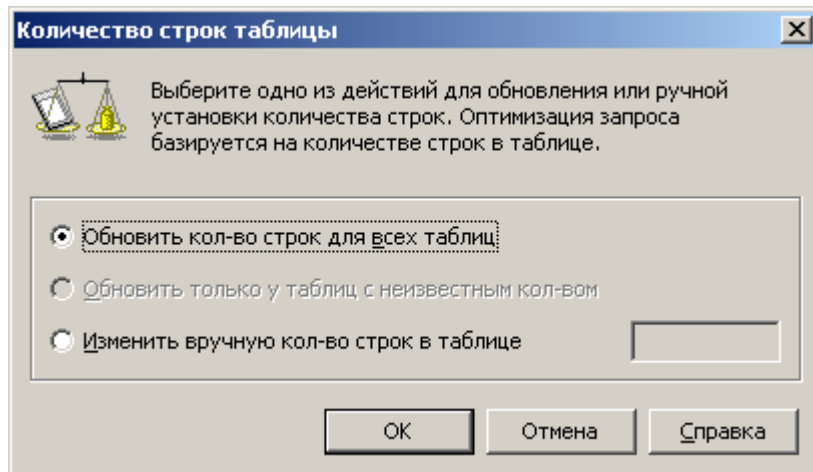 Количество строк таблицы
Выберите одно из действий для обновления или ручной
установки количества строк. Оптимизация запроса
базируется на количестве строк в таблице.
Обновить кол-во строк для всех таблиц
Обновить только у таблиц с неизвестным кол-вом
Изменить вручную кол-во строк в таблице
OK Отмена Справка